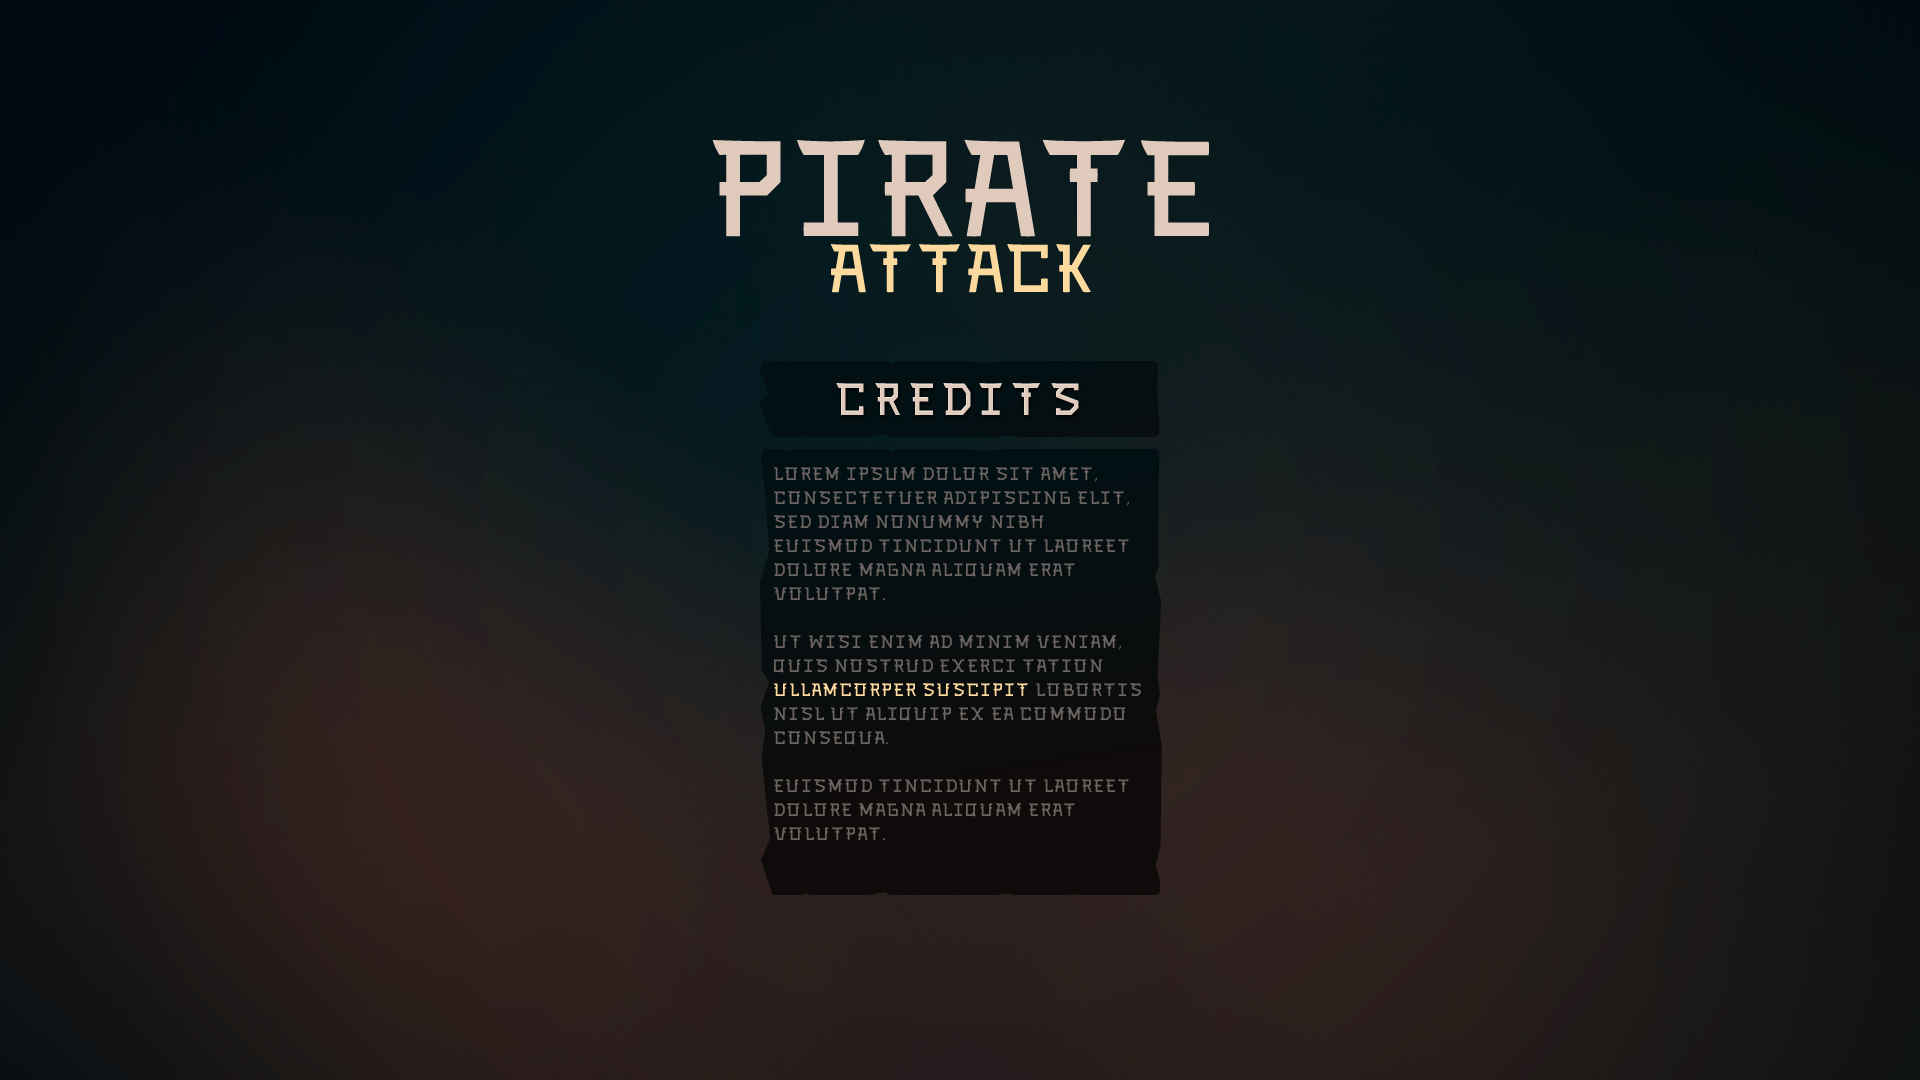 PIRATE
ATTACK
CREDITS
LOREM IPSUM DOLOR SIT AMET,
CONSECTETUER ADIPISCING ELIT,
SED DIAM NONUMMY NIBH
EUISMOD TINCIDUNT UT LAOREET
DOLORE MAGNA ALIQUAM ERAT
VOLUTPAT.
UT WISI ENIM AD MINIM VENIAM,
QUIS NOSTRUD EXERCI TATION
ULLAMCORPER SUSCIPIT LOBORTIS
NISL UT ALIQUIP EX EA COMMODO
CONSEQUA.
EUISMOD TINCIDUNT UT LAOREET
DOLORE MAGNA ALIQUAM ERAT
VOLUTPAT.